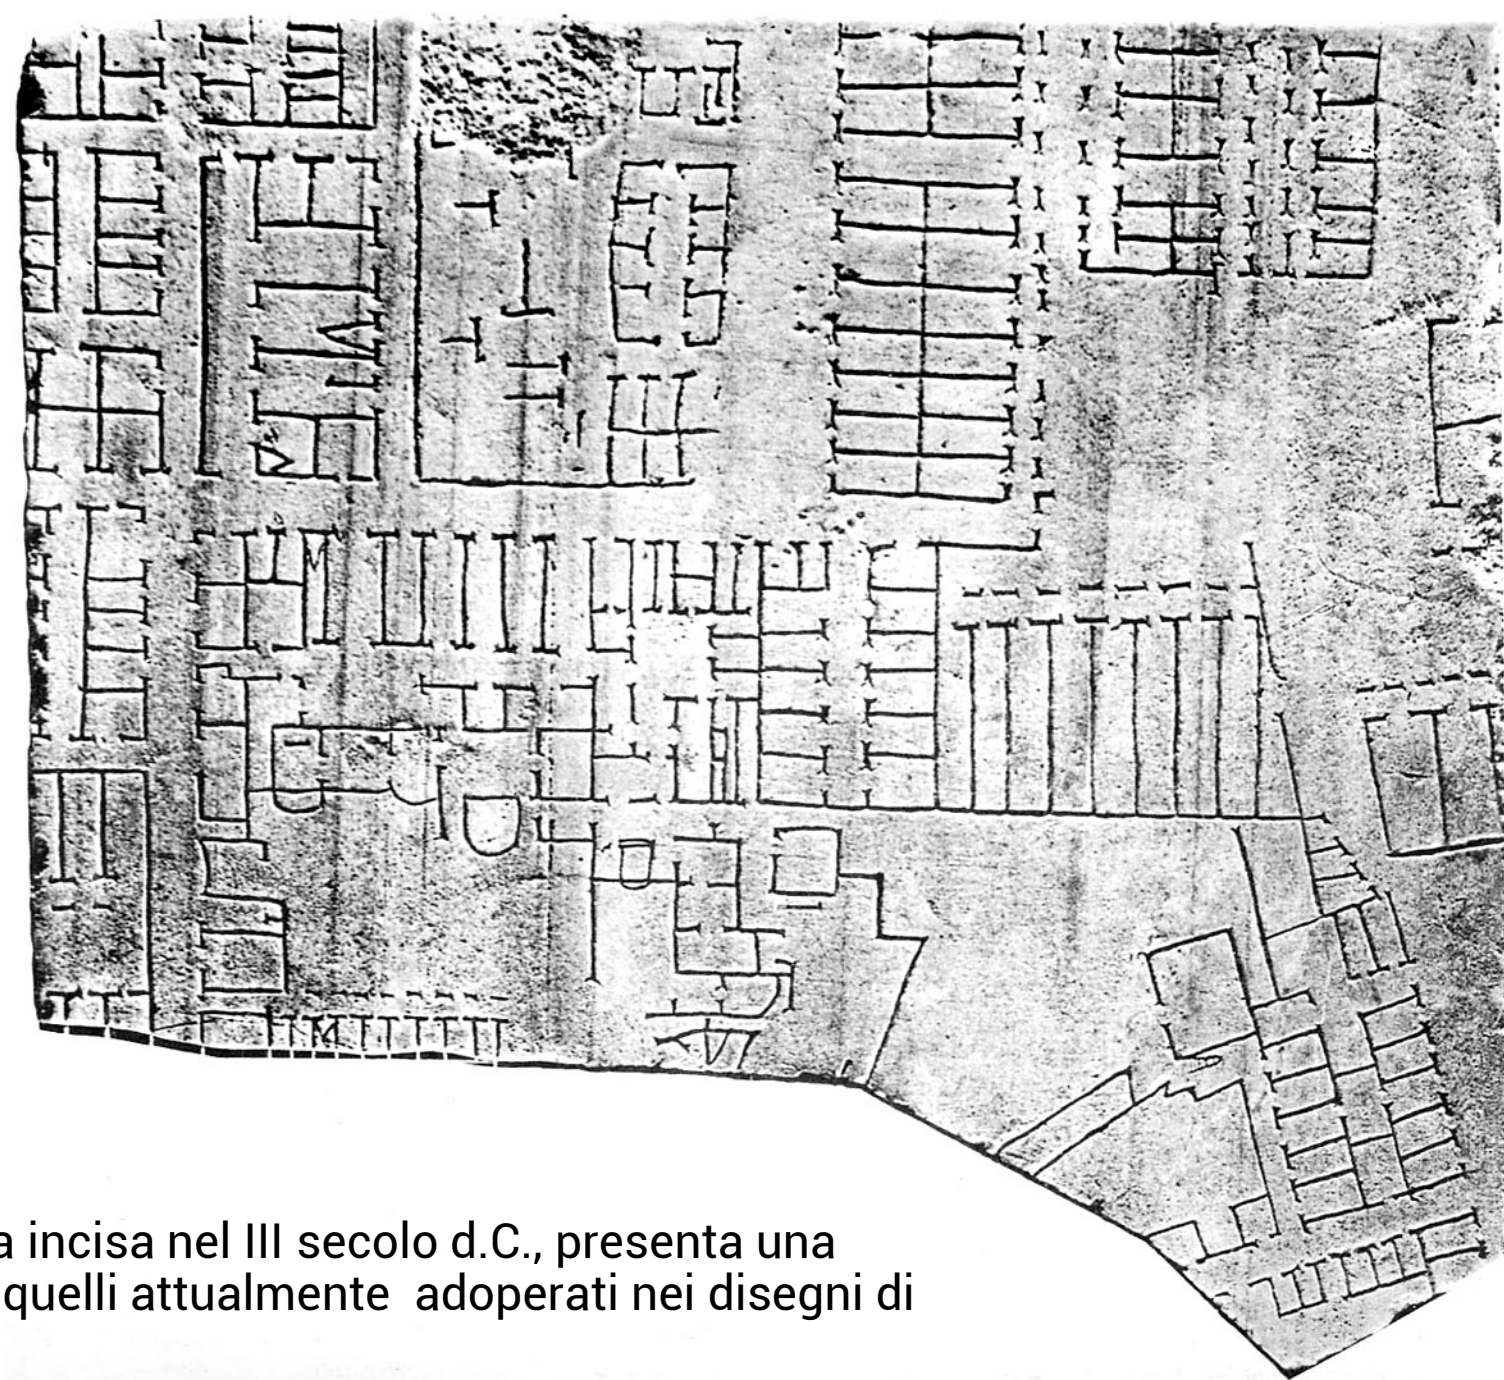 a incisa nel III secolo d.C., presenta una
quelli attualmente adoperati nei disegni di